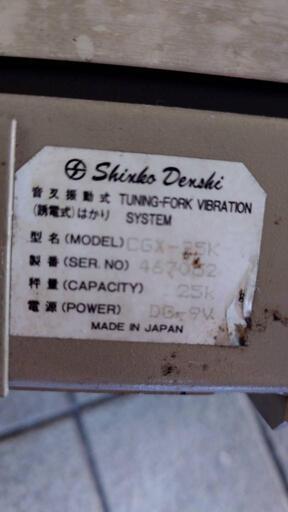 Shinko Denshi
音叉振動式 TUNING-FORK VIBRATION
(誘電式)はかり SYSTEM
型名(MODEL) CGX-25K
製番(SER.NO) 467082
秤量(CAPACITY) 25k
電源(POWER) DC-9V
MADE IN JAPAN